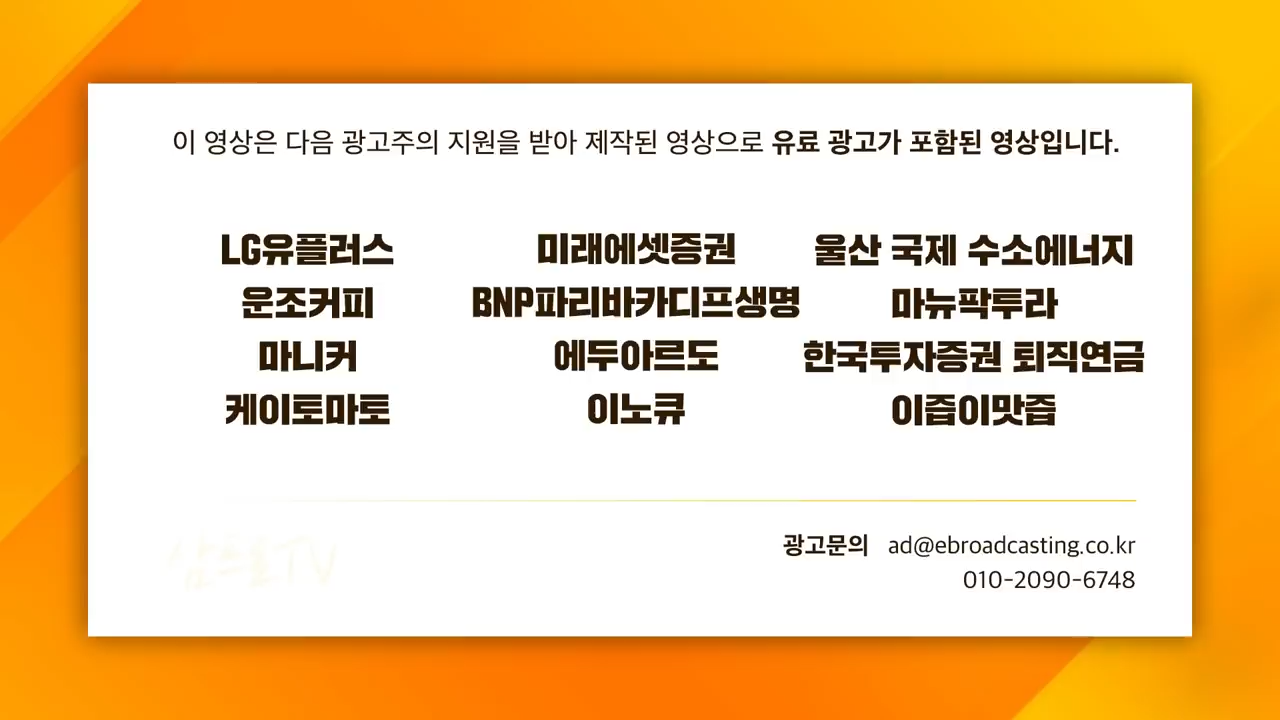 이 영상은 다음 광고주의 지원을 받아 제작된 영상으로 유료 광고가 포함된 영상입니다.
LG유플러스 미래에셋증권 울산 국제 수소에너지
운조커피 BNP파리바카디프생명 마뉴팍투라
마니커 에두아르도 한국투자증권 퇴직연금
케이토마토 이노큐 이즙이맛즙
광고문의 ad@ebroadcasting.co.kr
삼프로TV
010-2090-6748